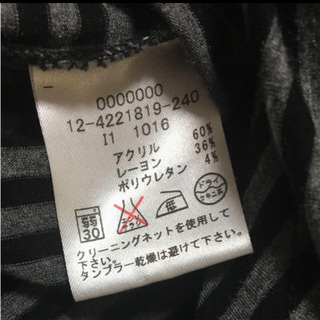 0000000
12-4221819-240
I1 1016
アクリル 60%
レーヨン 36%
ポリウレタン 4%
30 低 ドライ
クリーニングネットを使用して
下さい。
タンブラー乾燥は避けて下さい。